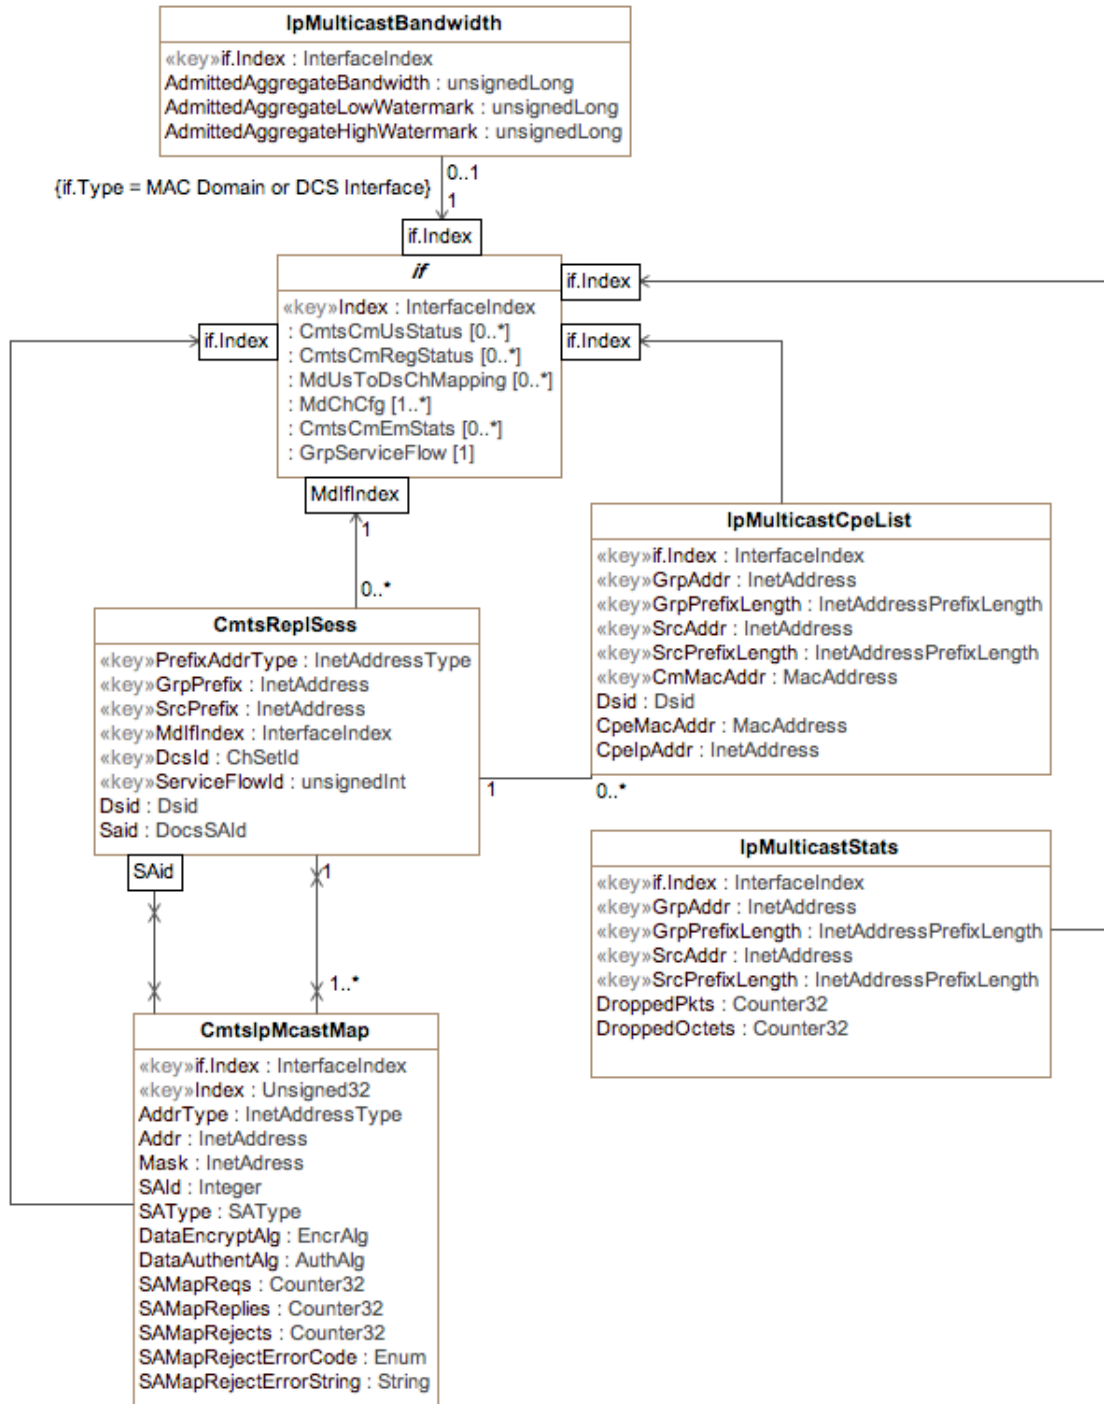 IpMulticastBandwidth
«key»if.Index : InterfaceIndex
AdmittedAggregateBandwidth : unsignedLong
AdmittedAggregateLowWatermark : unsignedLong
AdmittedAggregateHighWatermark : unsignedLong
0..1
{if.Type = MAC Domain or DCS Interface}
1
if.Index
if
«key»Index : InterfaceIndex
: CmtsCmUsStatus [0..*]
: CmtsCmRegStatus [0..*]
: MdUsToDsChMapping [0..*]
: MdChCfg [1..*]
: CmtsCmEmStats [0..*]
: GrpServiceFlow [1]
if.Index
if.Index
if.Index
MdIfIndex
1
0..*
IpMulticastCpeList
«key»if.Index : InterfaceIndex
«key»GrpAddr : InetAddress
«key»GrpPrefixLength : InetAddressPrefixLength
«key»SrcAddr : InetAddress
«key»SrcPrefixLength : InetAddressPrefixLength
«key»CmMacAddr : MacAddress
Dsid : Dsid
CpeMacAddr : MacAddress
CpeIpAddr : InetAddress
CmtsReplSess
«key»PrefixAddrType : InetAddressType
«key»GrpPrefix : InetAddress
«key»SrcPrefix : InetAddress
«key»MdIfIndex : InterfaceIndex
«key»DcsId : ChSetId
«key»ServiceFlowId : unsignedInt
Dsid : Dsid
Said : DocsSAId
1
0..*
SAid
1
1..*
IpMulticastStats
«key»if.Index : InterfaceIndex
«key»GrpAddr : InetAddress
«key»GrpPrefixLength : InetAddressPrefixLength
«key»SrcAddr : InetAddress
«key»SrcPrefixLength : InetAddressPrefixLength
DroppedPkts : Counter32
DroppedOctets : Counter32
CmtsIpMcastMap
«key»if.Index : InterfaceIndex
«key»Index : Unsigned32
AddrType : InetAddressType
Addr : InetAddress
Mask : InetAdress
SAId : Integer
SAType : SAType
DataEncryptAlg : EncrAlg
DataAuthentAlg : AuthAlg
SAMapReqs : Counter32
SAMapReplies : Counter32
SAMapRejects : Counter32
SAMapRejectErrorCode : Enum
SAMapRejectErrorString : String